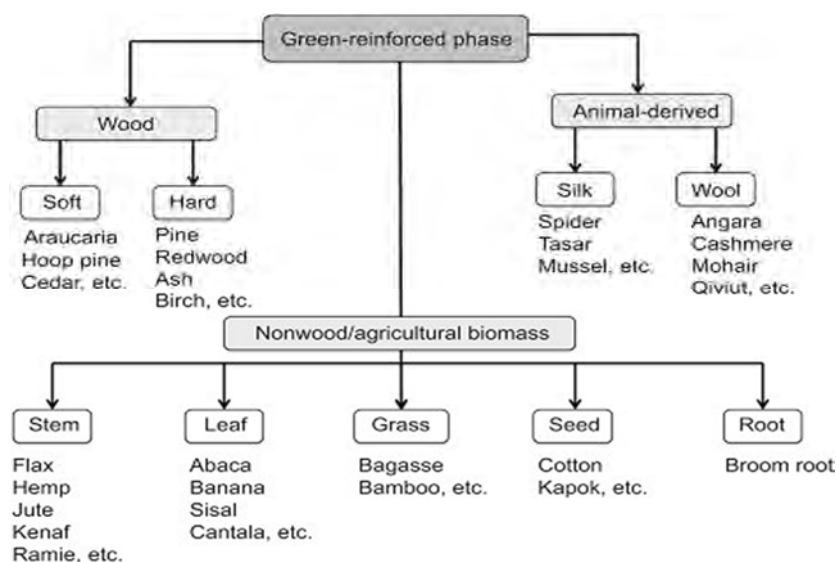 Green-reinforced phase
Wood
Animal-derived
Soft
Araucaria
Hoop pine
Cedar, etc.
Hard
Pine
Redwood
Ash
Birch, etc.
Silk
Spider
Tasar
Mussel, etc.
Wool
Angara
Cashmere
Mohair
Qiviut, etc.
Nonwood/agricultural biomass
Stem
Flax
Hemp
Jute
Kenaf
Ramie, etc.
Leaf
Abaca
Banana
Sisal
Cantala, etc.
Grass
Bagasse
Bamboo, etc.
Seed
Cotton
Kapok, etc.
Root
Broom root